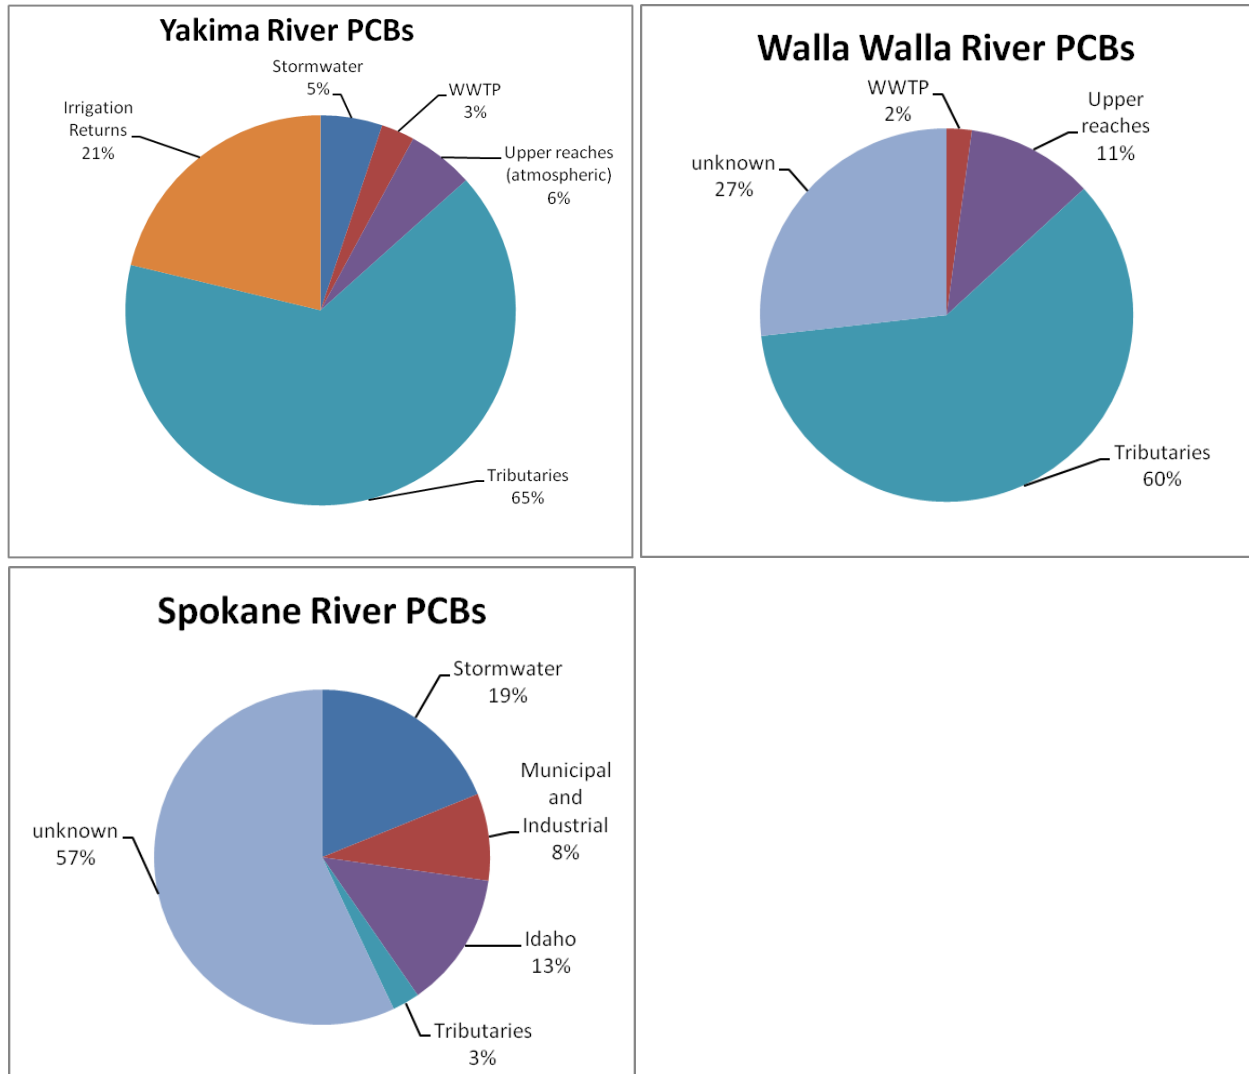 Yakima River PCBs
Stormwater
5%
WWTP
3%
Irrigation
Returns
21%
Upper reaches
(atmospheric)
6%
Tributaries
65%
Walla Walla River PCBs
WWTP
2%
Upper
reaches
11%
unknown
27%
Tributaries
60%
Spokane River PCBs
Stormwater
19%
Municipal
and
Industrial
8%
unknown
57%
Idaho
13%
Tributaries
3%